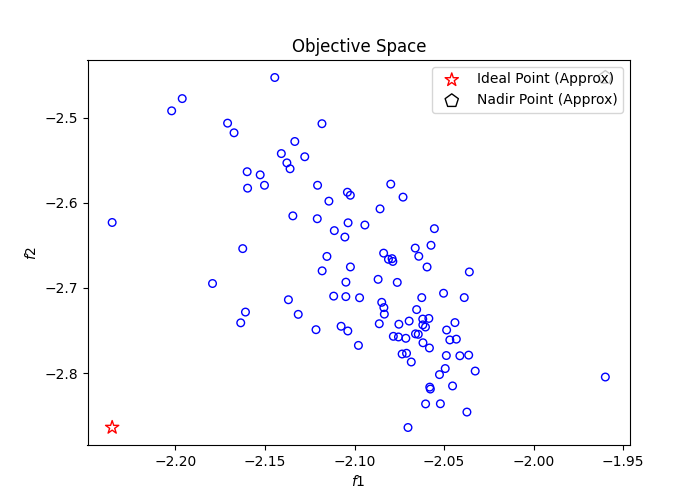 Objective Space
Ideal Point (Approx)
Nadir Point (Approx)
f2
−2.5
−2.6
−2.7
−2.8
−2.20
−2.15
−2.10
−2.05
−2.00
−1.95
f1